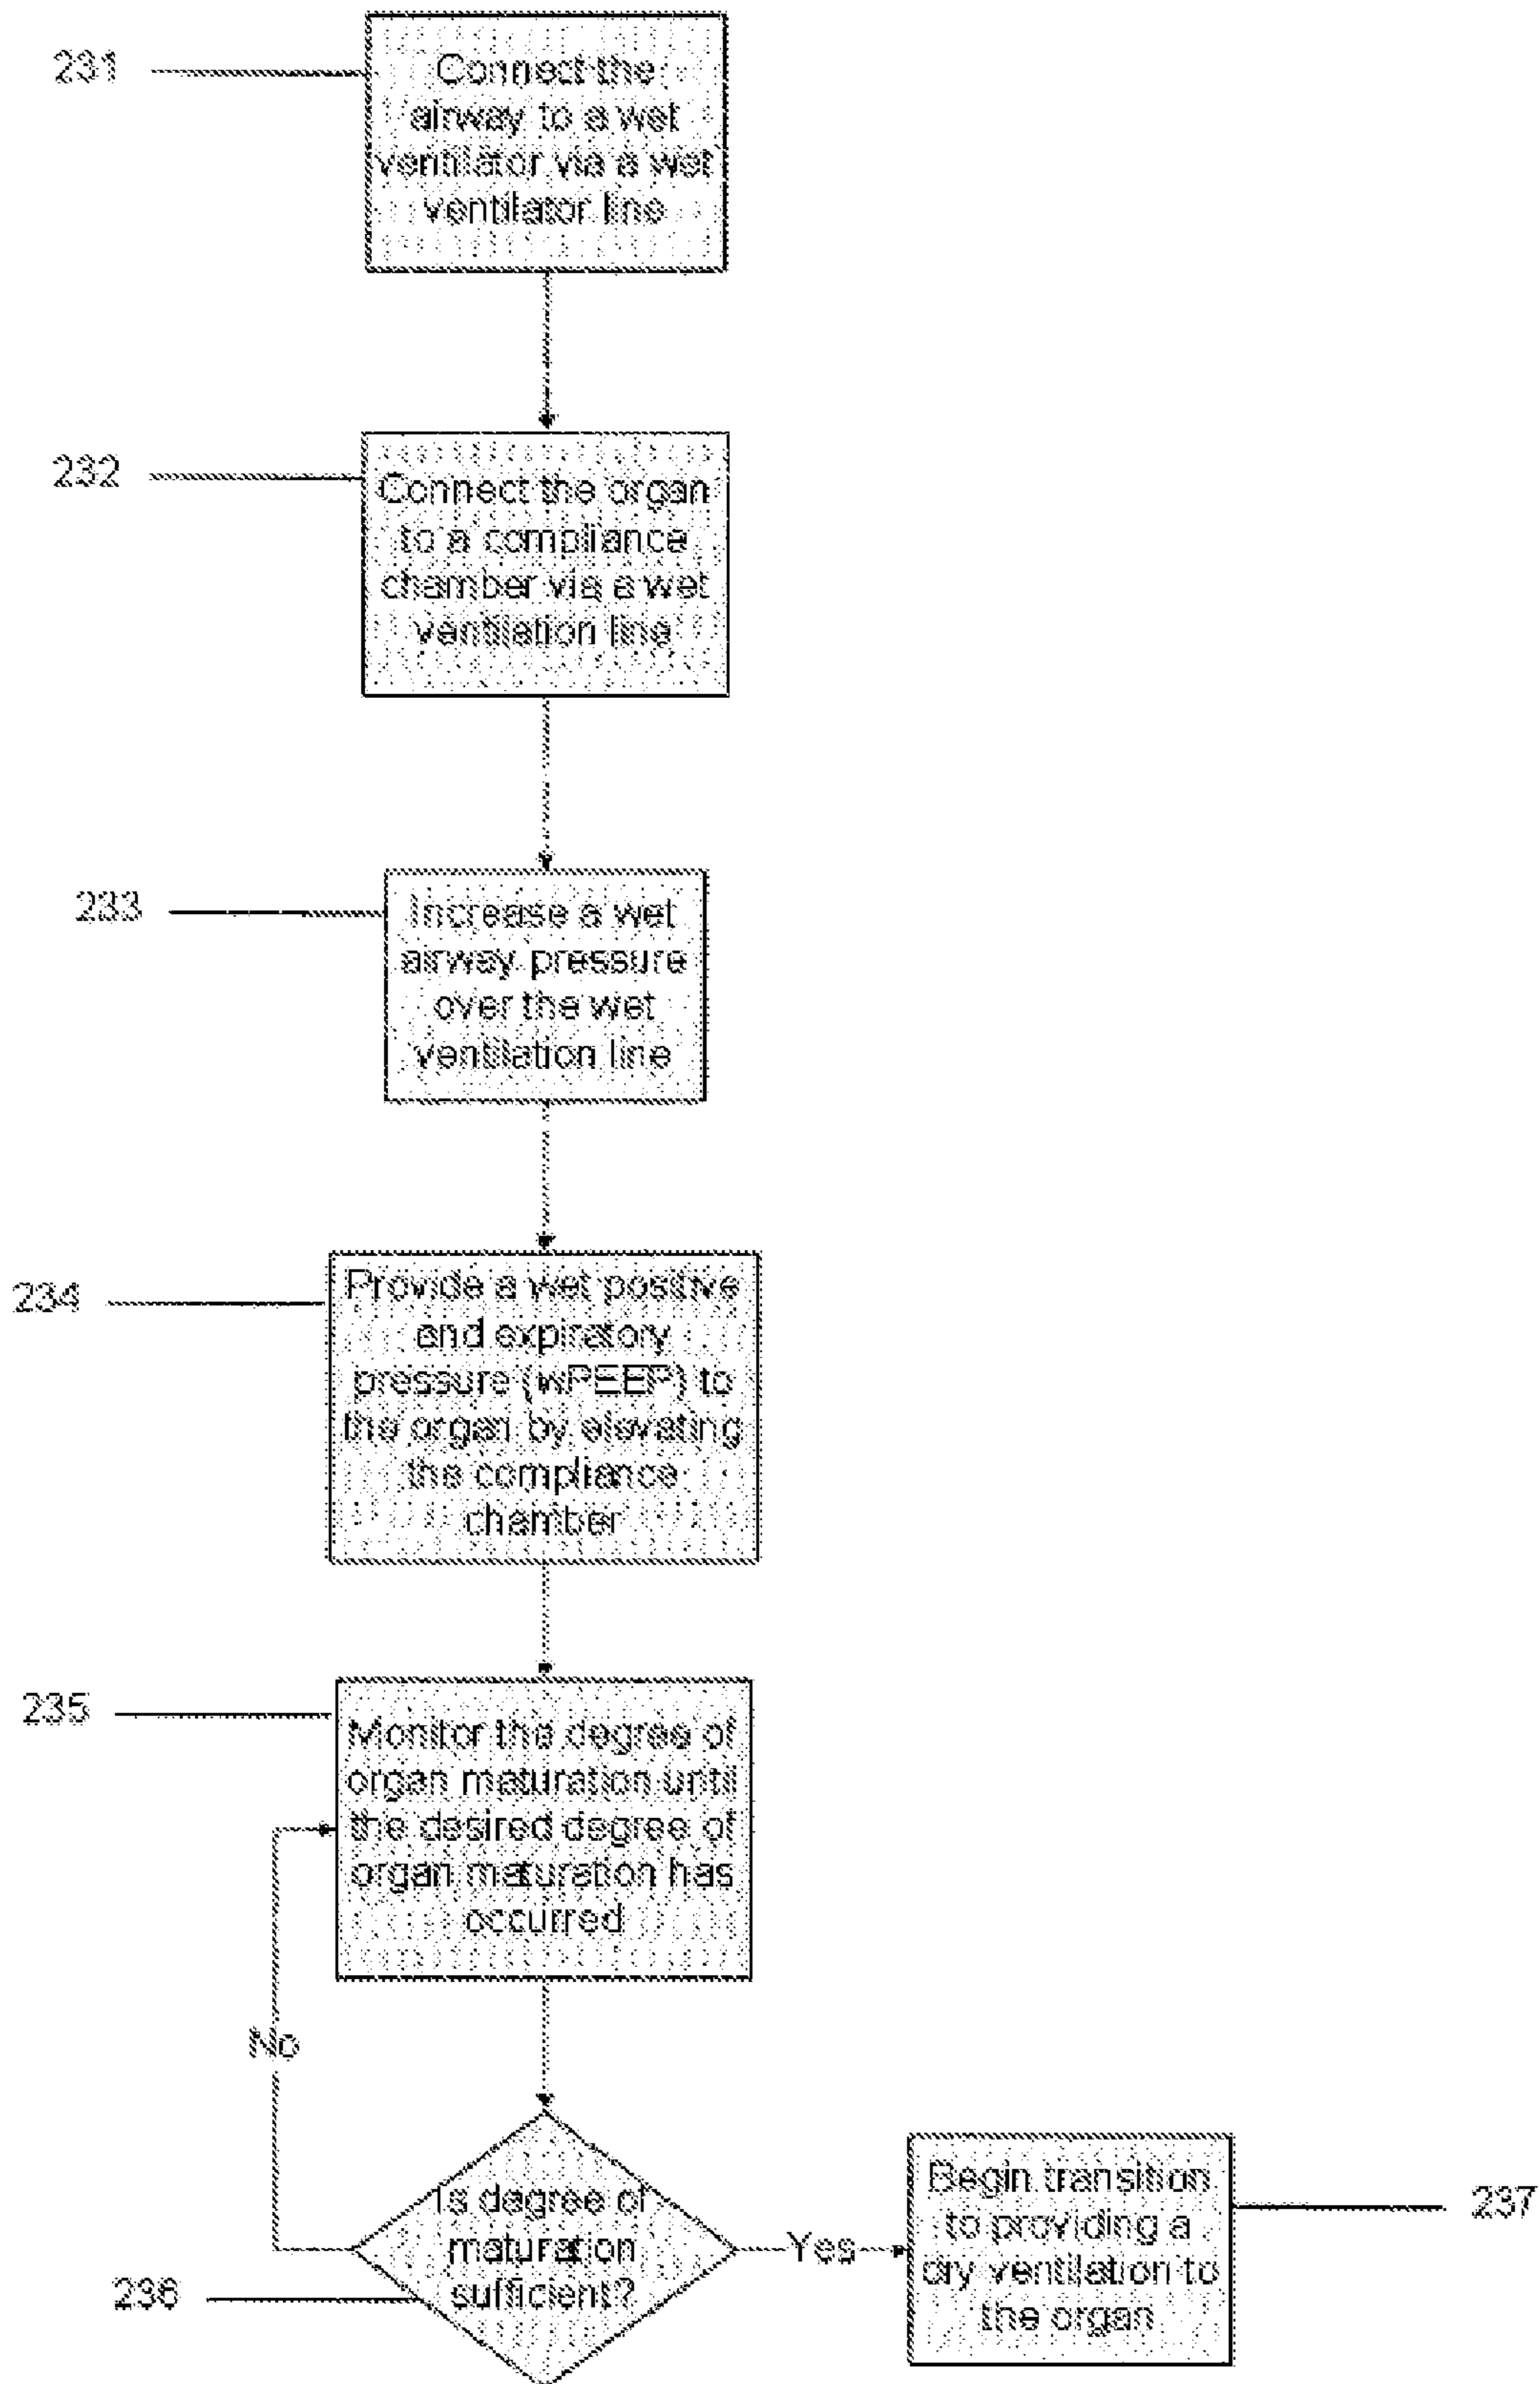 231
Connect the
airway to a wet
ventilator via a wet
ventilator line
232
Connect the organ
to a compliance
chamber via a wet
ventilation line
233
Increase a wet
airway pressure
over the wet
ventilation line
234
Provide a wet positive
and expiratory
pressure (wPEEP) to
the organ by elevating
the compliance
chamber
235
Monitor the degree of
organ maturation until
the desired degree of
organ maturation has
occurred
No
Is degree of
maturation
sufficient?
236
Yes
Begin transition
to providing a
dry ventilation to
the organ
237